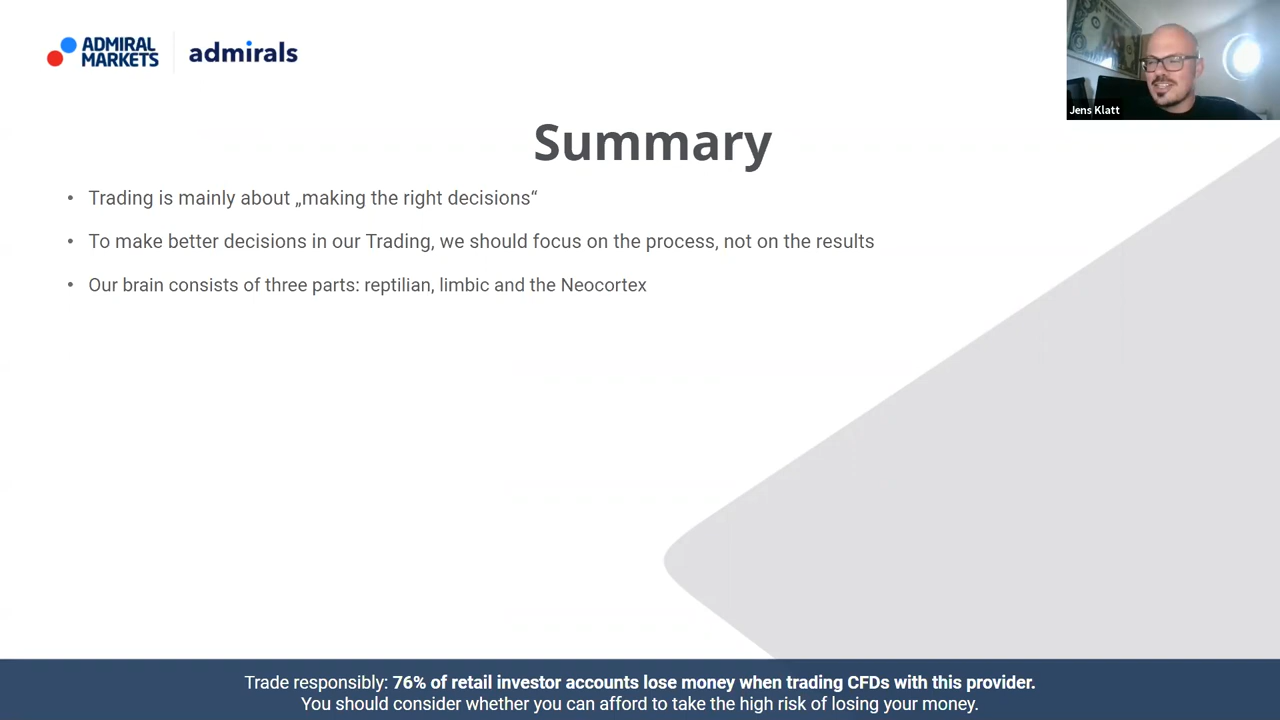 ADMIRAL
MARKETS
admirals
Jens Klatt
Summary
• Trading is mainly about „making the right decisions“
• To make better decisions in our Trading, we should focus on the process, not on the results
• Our brain consists of three parts: reptilian, limbic and the Neocortex
Trade responsibly: 76% of retail investor accounts lose money when trading CFDs with this provider.
You should consider whether you can afford to take the high risk of losing your money.